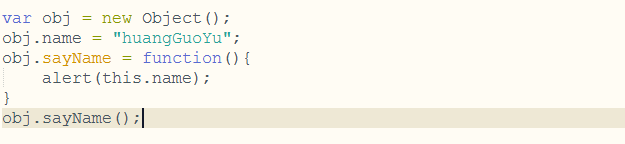 var obj = new Object();
obj.name = "huangGuoYu";
obj.sayName = function(){
    alert(this.name);
}
obj.sayName();